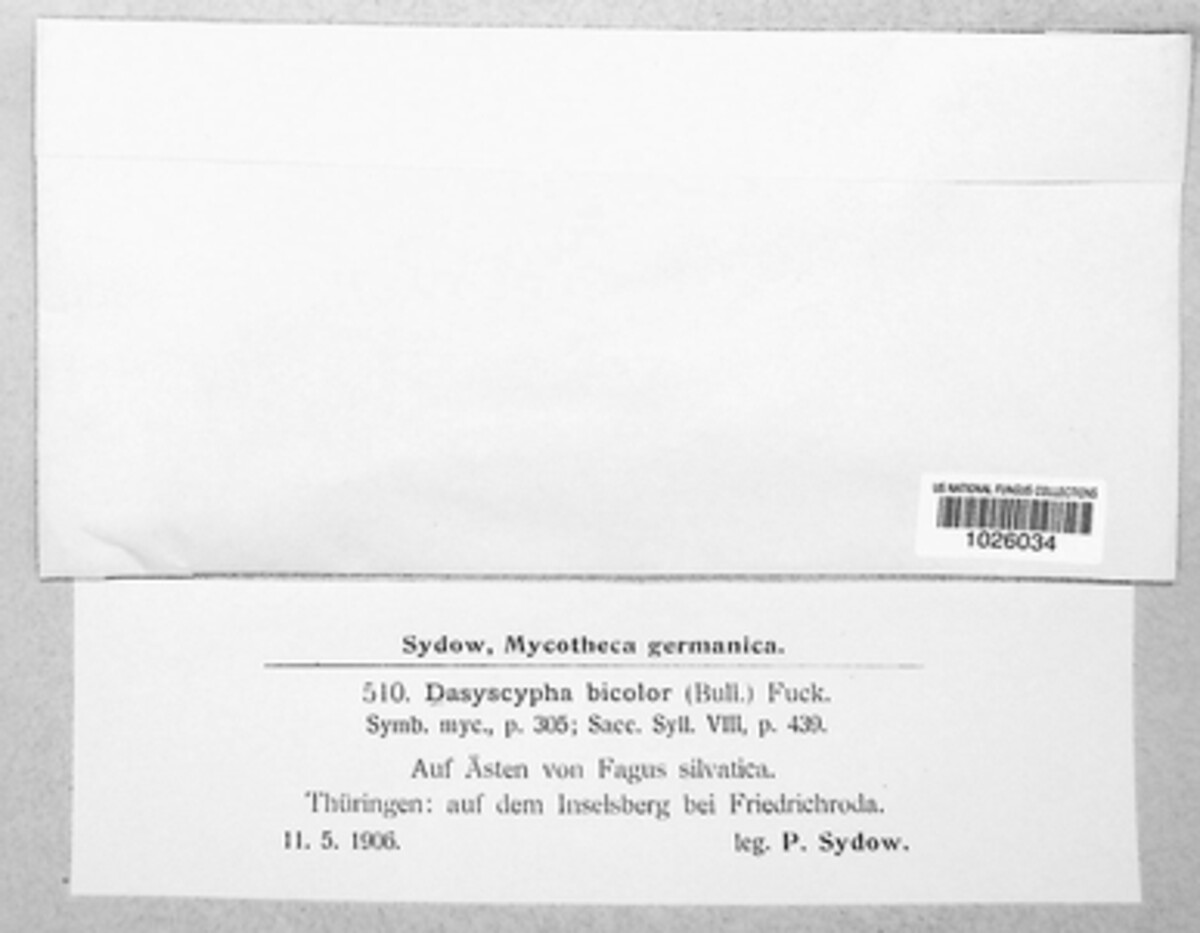 US NATIONAL FUNGUS COLLECTIONS
1026034
Sydow, Mycotheca germanica.
510. Dasyscypha bicolor (Bull.) Fuck.
Symb. myc., p. 305; Sacc. Syll. VIII, p. 439.
Auf Ästen von Fagus silvatica.
Thüringen: auf dem Inselsberg bei Friedrichroda.
11. 5. 1906. leg. P. Sydow.